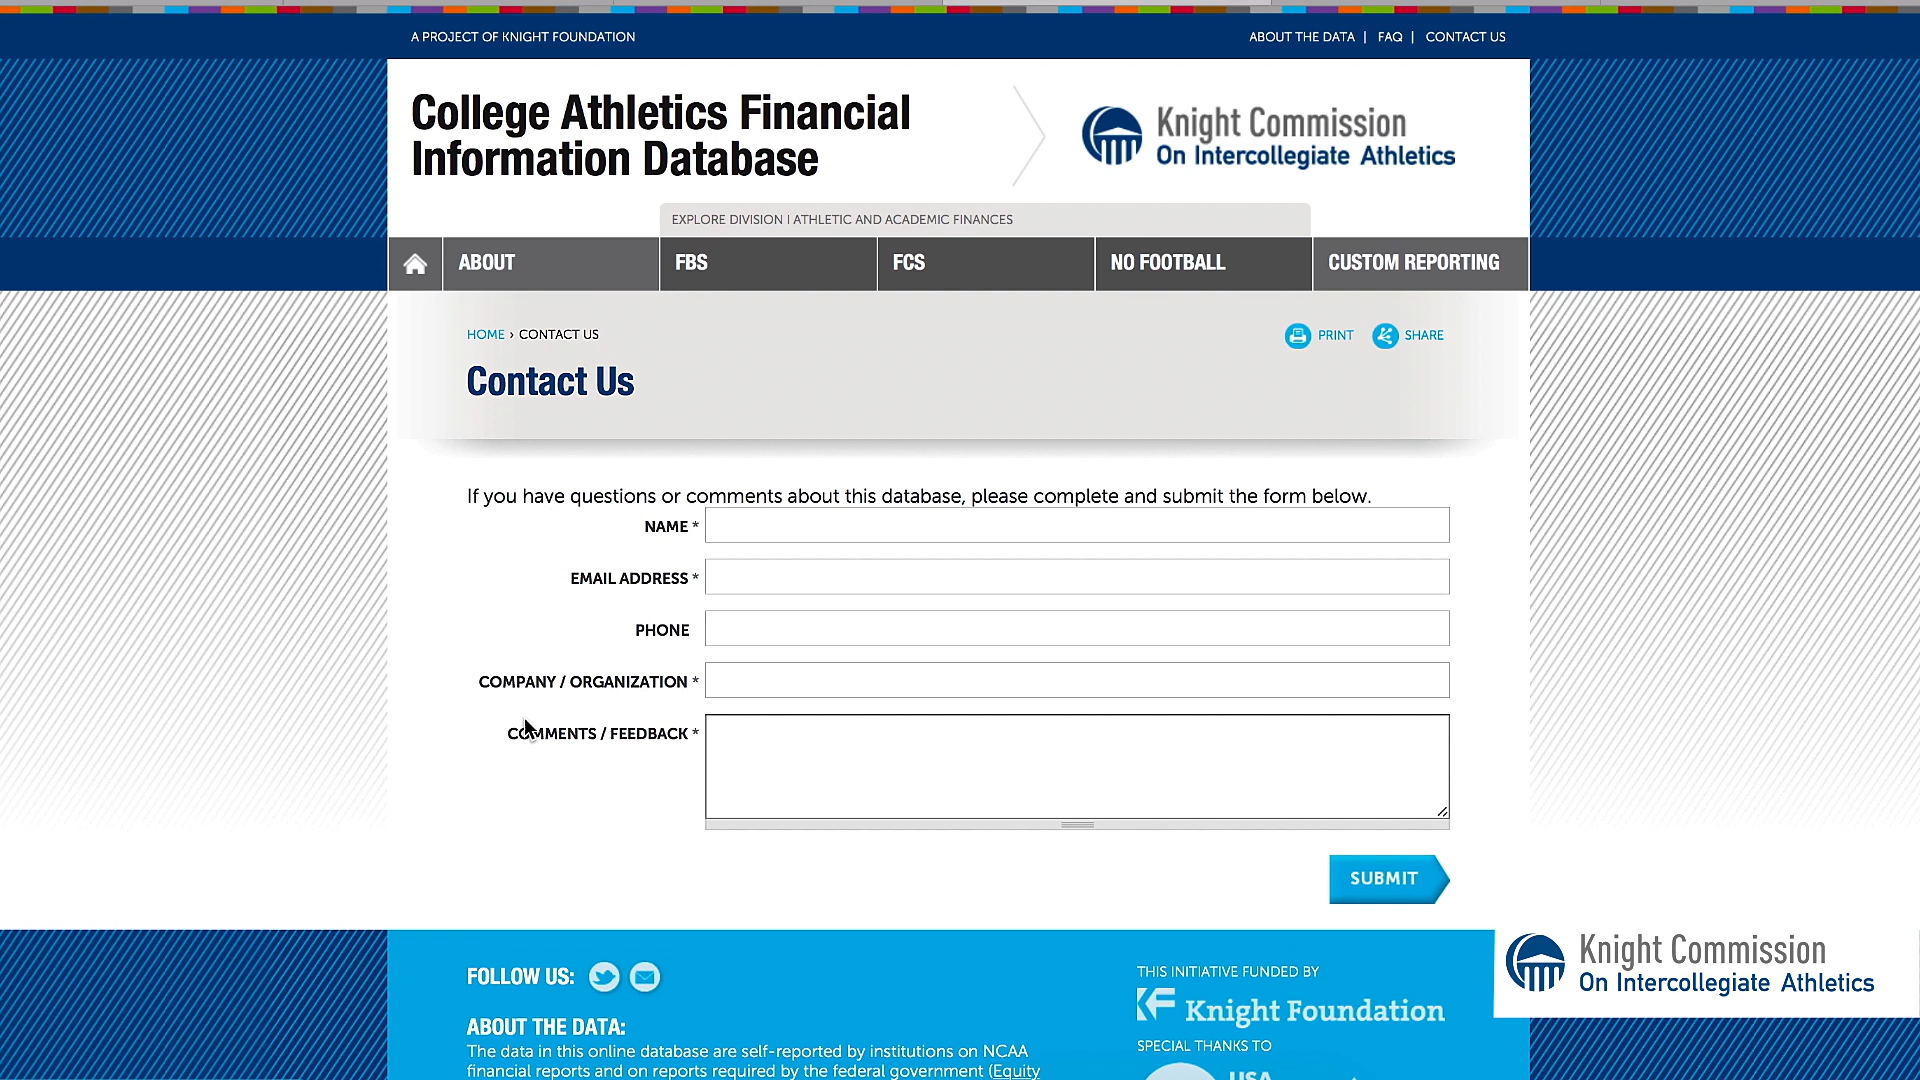 A PROJECT OF KNIGHT FOUNDATION
ABOUT THE DATA | FAQ | CONTACT US
College Athletics Financial
Information Database
Knight Commission
On Intercollegiate Athletics
EXPLORE DIVISION I ATHLETIC AND ACADEMIC FINANCES
ABOUT
FBS
FCS
NO FOOTBALL
CUSTOM REPORTING
HOME › CONTACT US
PRINT
SHARE
Contact Us
If you have questions or comments about this database, please complete and submit the form below.
NAME *
EMAIL ADDRESS *
PHONE
COMPANY / ORGANIZATION *
COMMENTS / FEEDBACK *
SUBMIT
FOLLOW US:
ABOUT THE DATA:
The data in this online database are self-reported by institutions on NCAA
financial reports and on reports required by the federal government (Equity
THIS INITIATIVE FUNDED BY
KF Knight Foundation
SPECIAL THANKS TO
USA
Knight Commission
On Intercollegiate Athletics